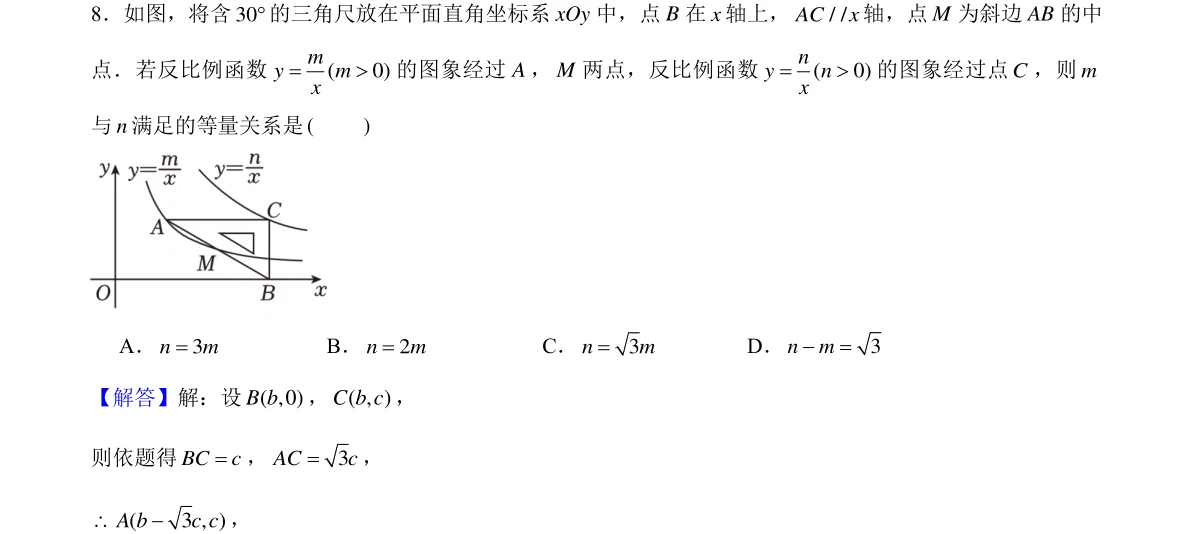 8．如图，将含30°的三角尺放在平面直角坐标系xOy中，点B在x轴上，AC//x轴，点M为斜边AB的中
点．若反比例函数y=m/x(m>0)的图象经过A，M两点，反比例函数y=n/x(n>0)的图象经过点C，则m
与n满足的等量关系是(  )
y y=m/x y=n/x
C
A
M
O B x
A．n=3m B．n=2m C．n=√3m D．n−m=√3
【解答】解：设B(b,0)，C(b,c)，
则依题得BC=c，AC=√3c，
∴A(b−√3c,c)，